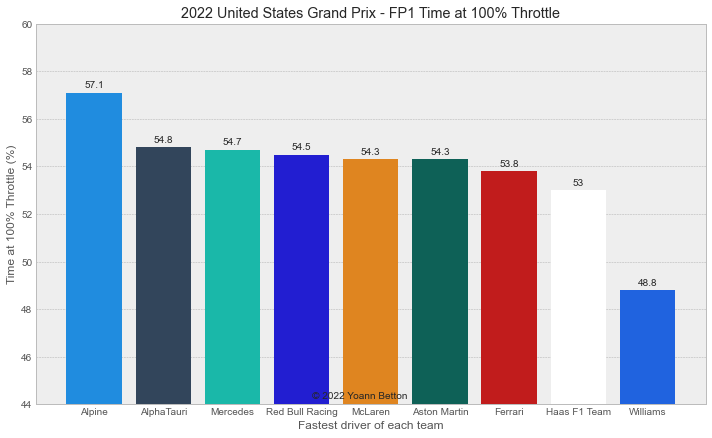 2022 United States Grand Prix - FP1 Time at 100% Throttle
60
58
56
54
52
50
48
46
44
Time at 100% Throttle (%)
57.1
54.8
54.7
54.5
54.3
54.3
53.8
53
48.8
© 2022 Yoann Betton
Alpine
AlphaTauri
Mercedes
Red Bull Racing
McLaren
Aston Martin
Ferrari
Haas F1 Team
Williams
Fastest driver of each team